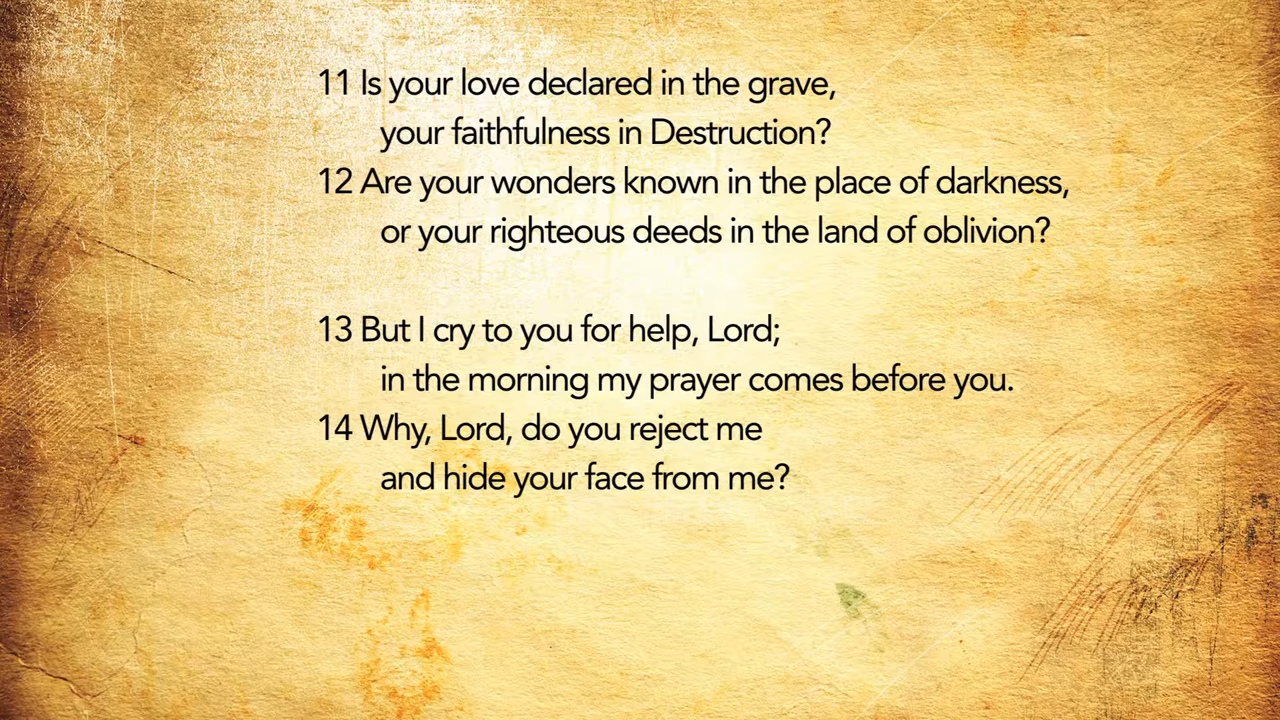 11 Is your love declared in the grave,
your faithfulness in Destruction?
12 Are your wonders known in the place of darkness,
or your righteous deeds in the land of oblivion?
13 But I cry to you for help, Lord;
in the morning my prayer comes before you.
14 Why, Lord, do you reject me
and hide your face from me?